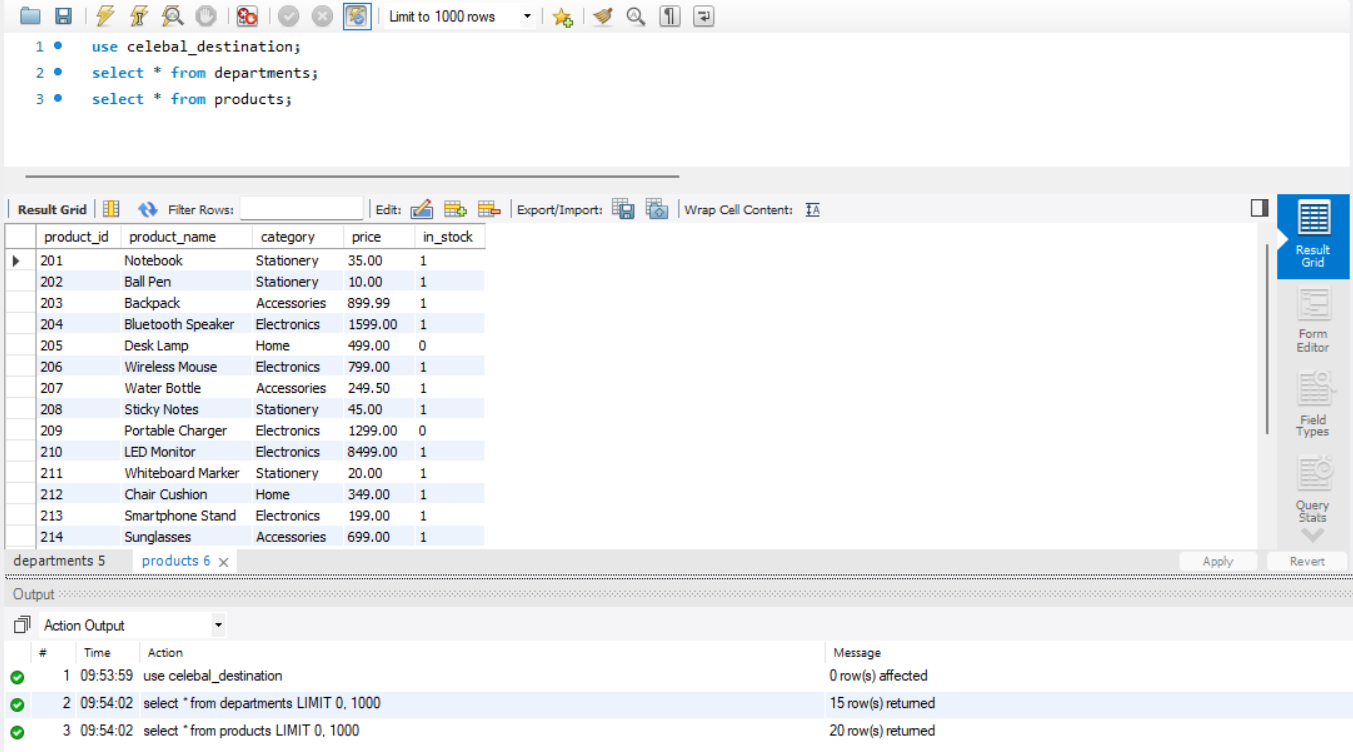 Limit to 1000 rows
1 use celebal_destination;
2 select * from departments;
3 select * from products;
Result Grid Filter Rows: Edit: Export/Import: Wrap Cell Content:
product_id product_name category price in_stock
201 Notebook Stationery 35.00 1
202 Ball Pen Stationery 10.00 1
203 Backpack Accessories 899.99 1
204 Bluetooth Speaker Electronics 1599.00 1
205 Desk Lamp Home 499.00 0
206 Wireless Mouse Electronics 799.00 1
207 Water Bottle Accessories 249.50 1
208 Sticky Notes Stationery 45.00 1
209 Portable Charger Electronics 1299.00 0
210 LED Monitor Electronics 8499.00 1
211 Whiteboard Marker Stationery 20.00 1
212 Chair Cushion Home 349.00 1
213 Smartphone Stand Electronics 199.00 1
214 Sunglasses Accessories 699.00 1
Result
Grid
Form
Editor
Field
Types
Query
Stats
departments 5 products 6 Apply Revert
Output
Action Output
# Time Action Message
1 09:53:59 use celebal_destination 0 row(s) affected
2 09:54:02 select * from departments LIMIT 0, 1000 15 row(s) returned
3 09:54:02 select * from products LIMIT 0, 1000 20 row(s) returned